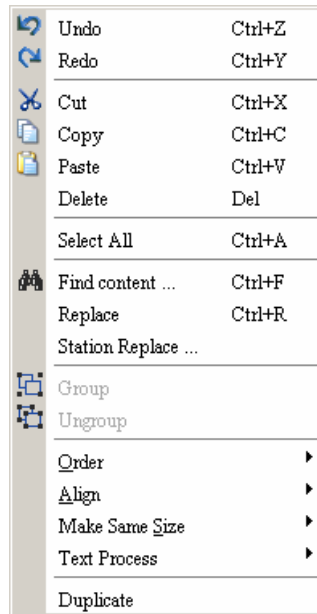 Undo Ctrl+Z
Redo Ctrl+Y
Cut Ctrl+X
Copy Ctrl+C
Paste Ctrl+V
Delete Del
Select All Ctrl+A
Find content ... Ctrl+F
Replace Ctrl+R
Station Replace ...
Group
Ungroup
Order
Align
Make Same Size
Text Process
Duplicate